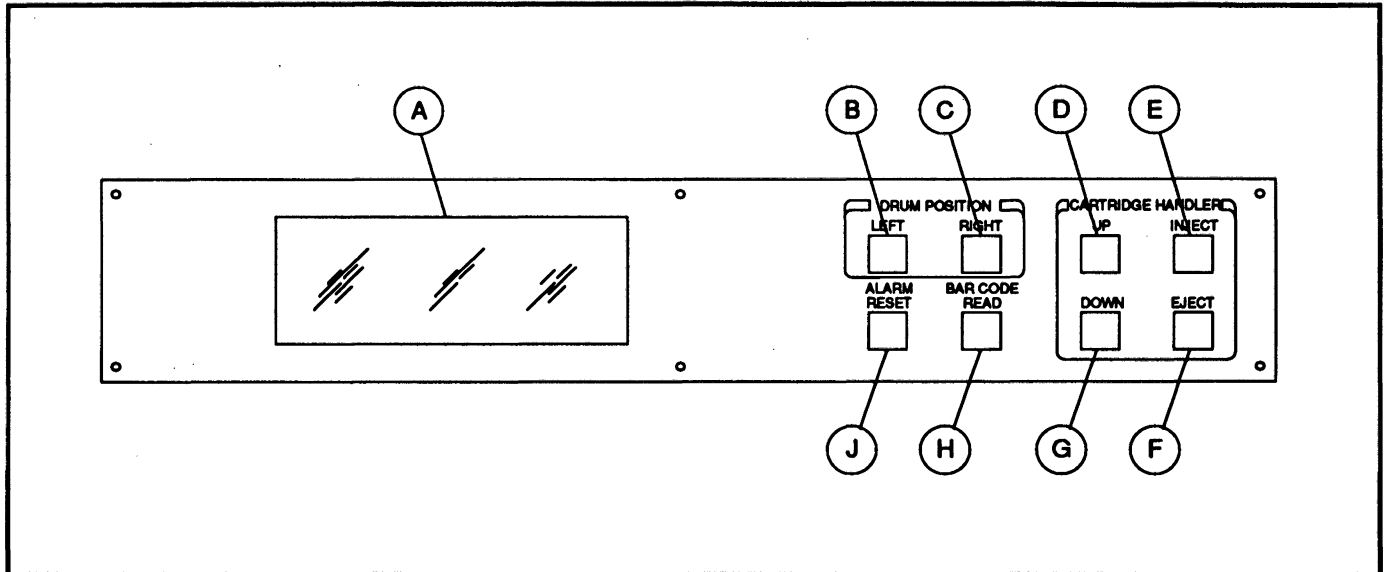 A
B
C
D
E
DRUM POSITION
CARTRIDGE HANDLER
LEFT
RIGHT
UP
INJECT
ALARM
RESET
BAR CODE
READ
DOWN
EJECT
J
H
G
F